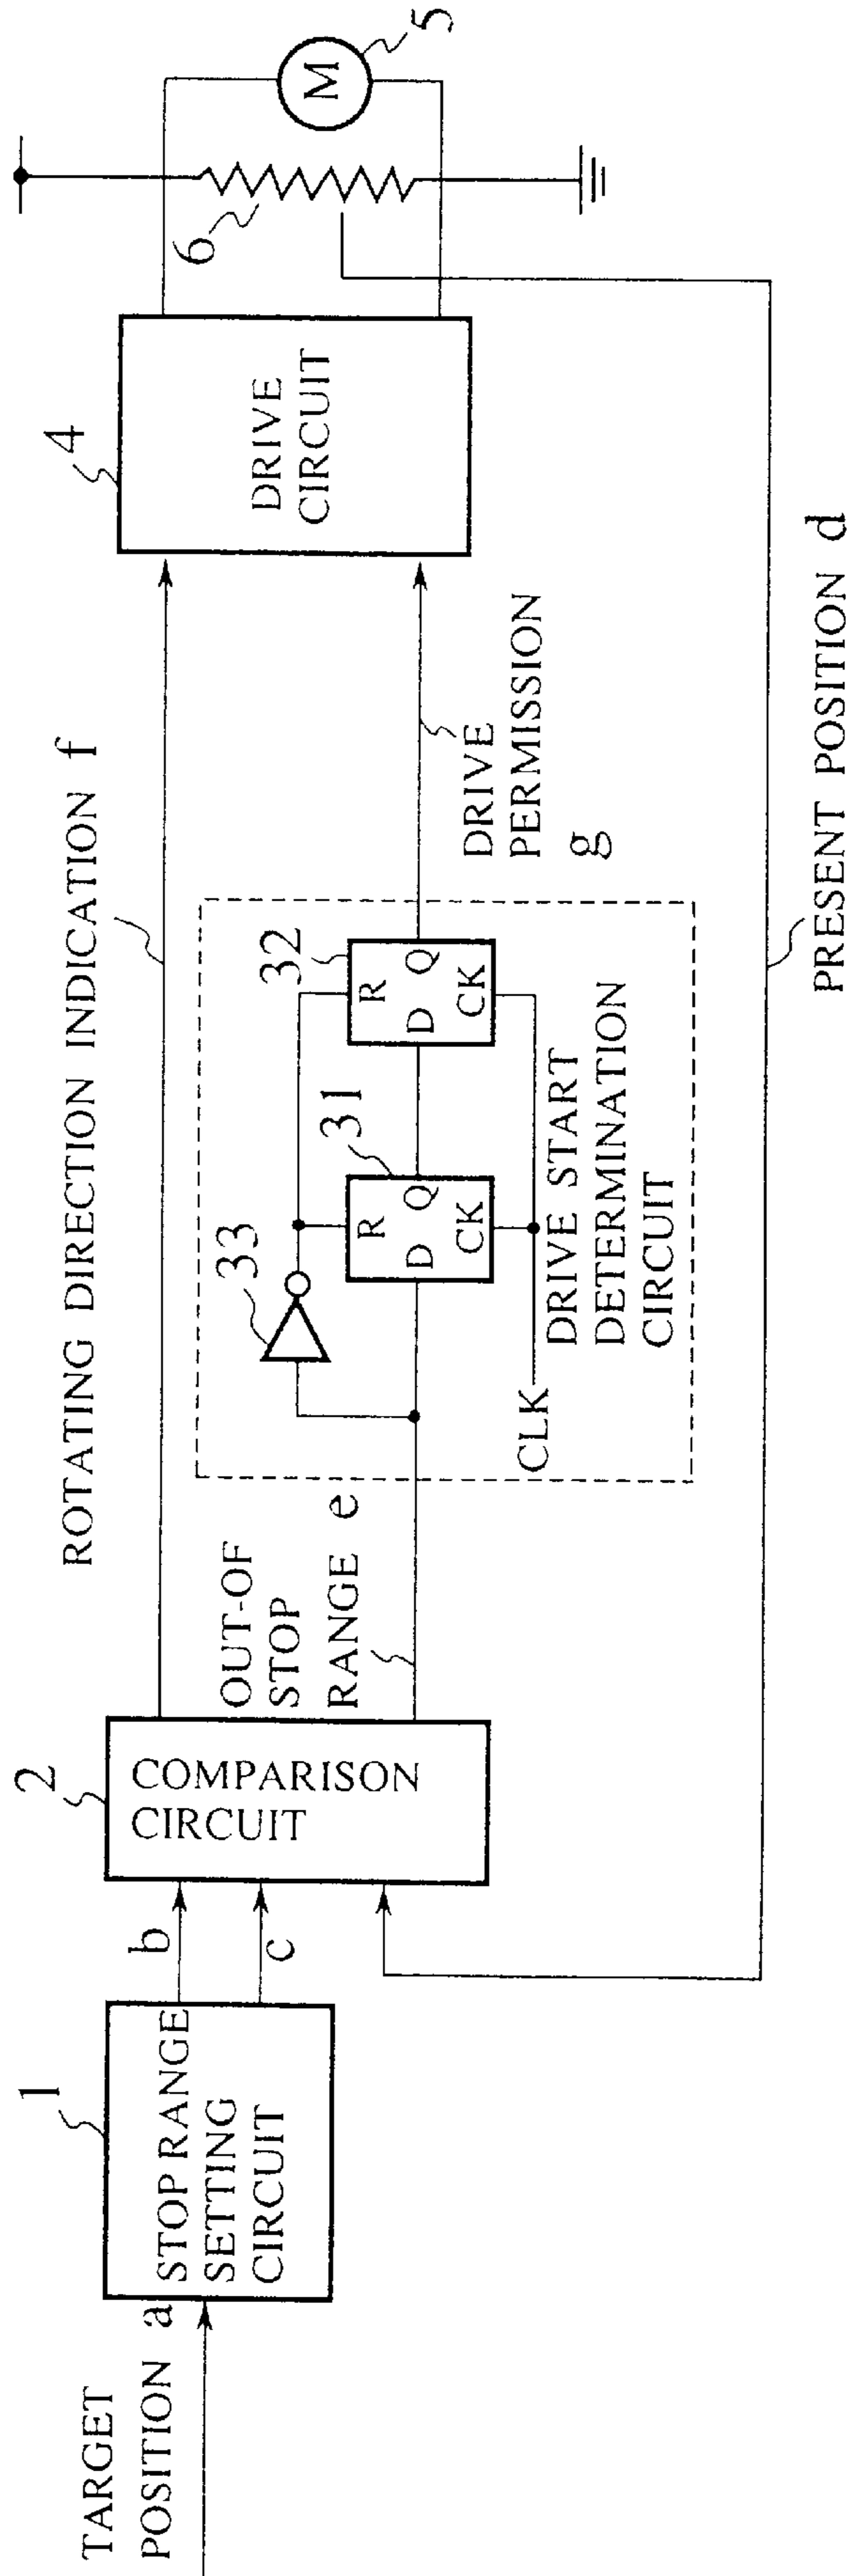 TARGET
POSITION a
1
STOP RANGE
SETTING
CIRCUIT
b
c
2
COMPARISON
CIRCUIT
OUT-OF
STOP
RANGE e
ROTATING DIRECTION INDICATION f
33
31
R
D Q
CK
32
R
D Q
CK
CLK
DRIVE START
DETERMINATION
CIRCUIT
DRIVE
PERMISSION
g
4
DRIVE
CIRCUIT
6
M
5
PRESENT POSITION d